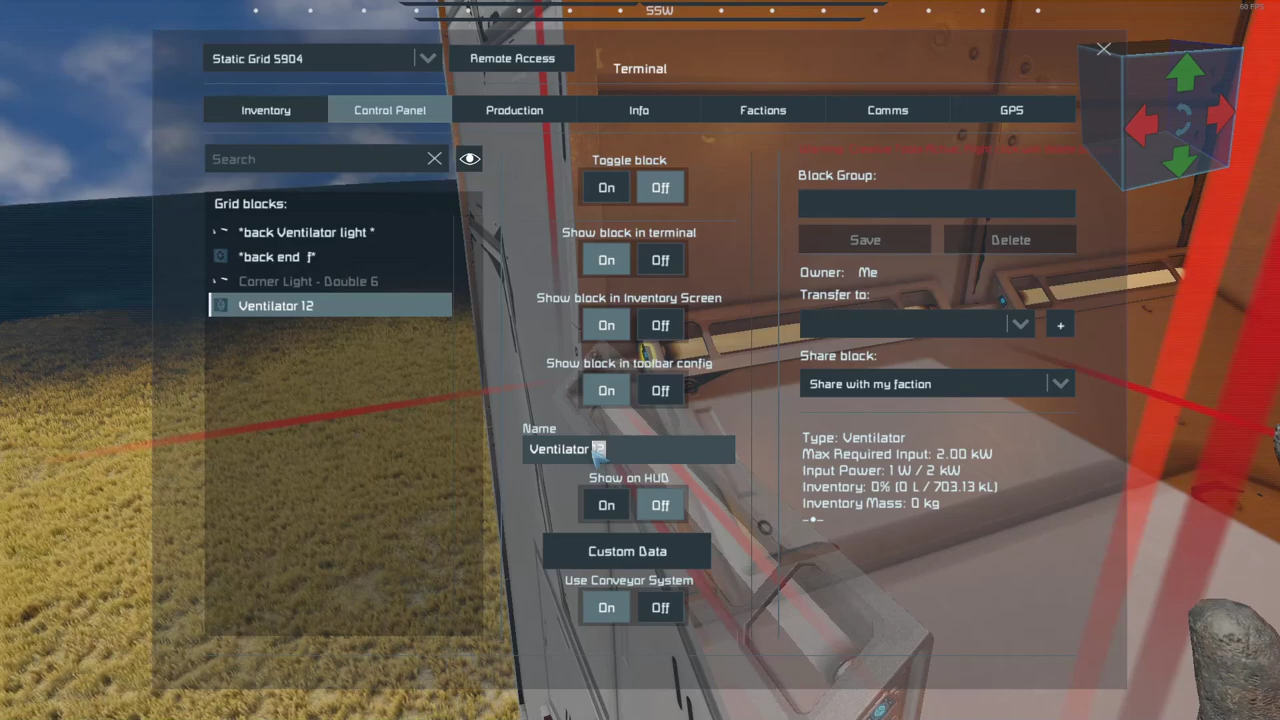 SSW
60 FPS
Static Grid 5904
Remote Access
Terminal
Inventory
Control Panel
Production
Info
Factions
Comms
GPS
Search
Grid blocks:
*back Ventilator light *
*back end
Corner Light - Double 6
Ventilator 12
Toggle block
On Off
Show block in terminal
On Off
Show block in Inventory Screen
On Off
Show block in toolbar config
On Off
Name
Ventilator 12
Show on HUD
On Off
Custom Data
Use Conveyor System
On Off
Block Group:
Save
Delete
Owner: Me
Transfer to:
+
Share block:
Share with my faction
Type: Ventilator
Max Required Input: 2.00 kW
Input Power: 1 W / 2 kW
Inventory: 0% (0 L / 703.13 kL)
Inventory Mass: 0 kg